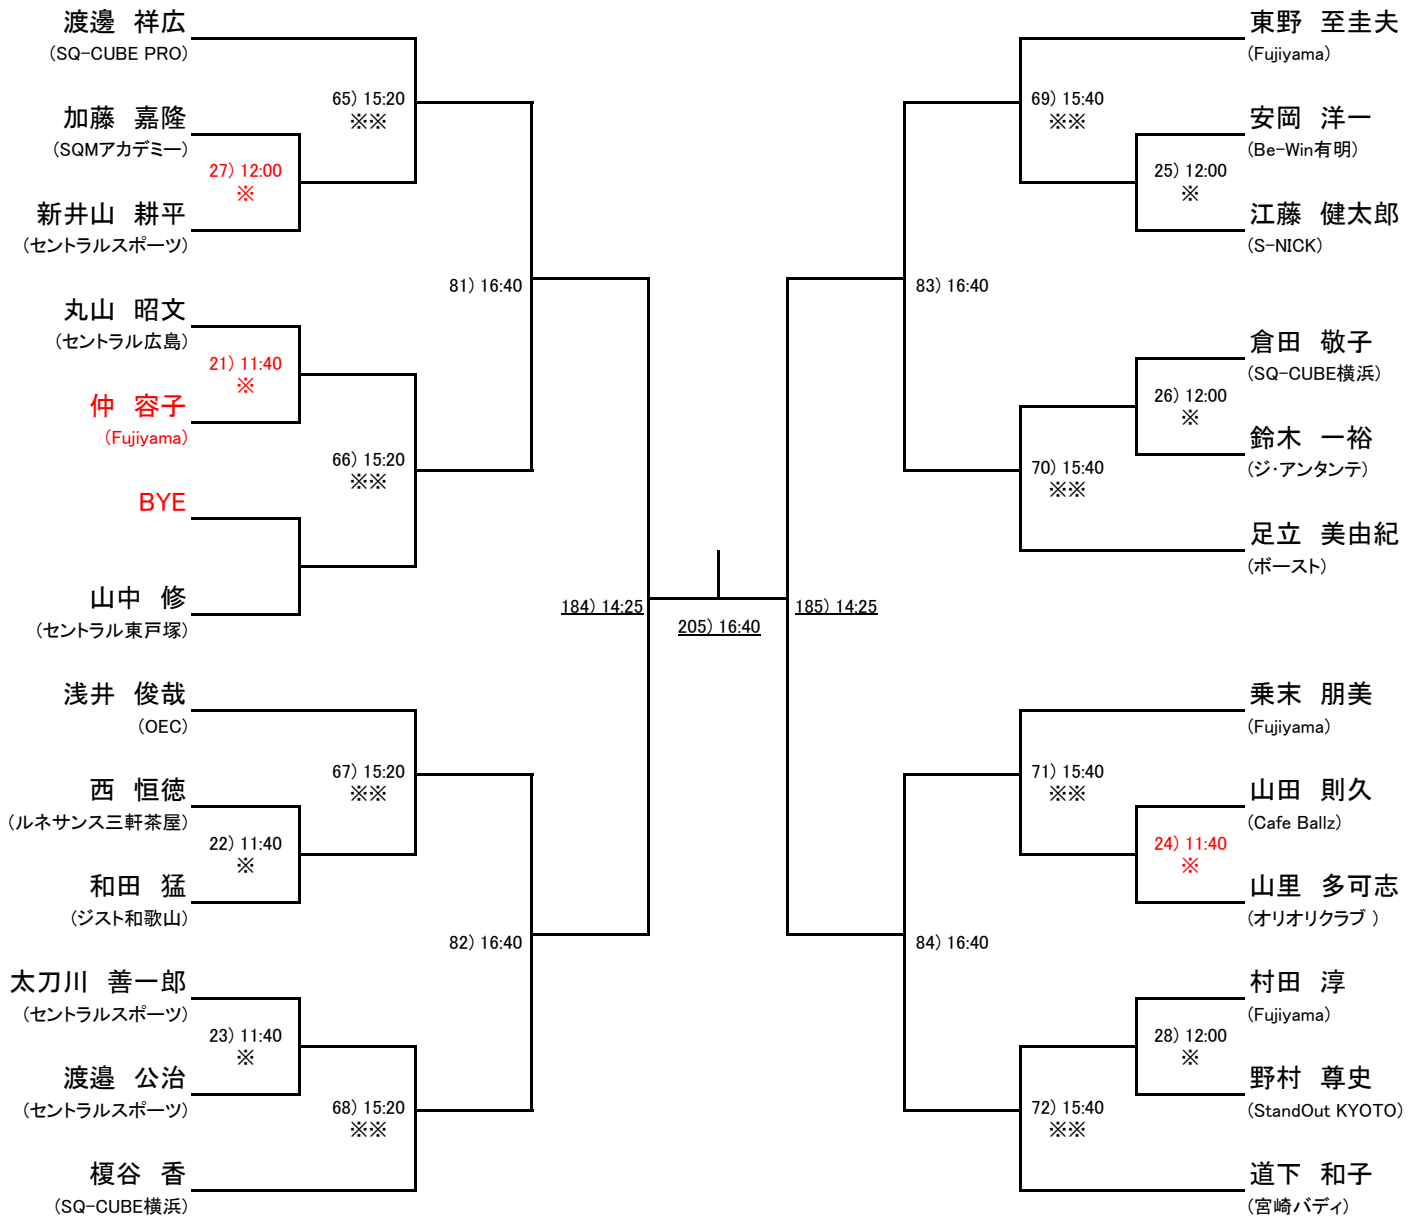 渡邊　祥広
(SQ-CUBE PRO)
65) 15:20
※※
加藤　嘉隆
(SQMアカデミー)
27) 12:00
※
新井山　耕平
(セントラルスポーツ)
81) 16:40
丸山　昭文
(セントラル広島)
21) 11:40
※
仲　容子
(Fujiyama)
66) 15:20
※※
BYE
山中　修
(セントラル東戸塚)
184) 14:25
浅井　俊哉
(OEC)
67) 15:20
※※
西　恒徳
(ルネサンス三軒茶屋)
22) 11:40
※
和田　猛
(ジスト和歌山)
82) 16:40
太刀川　善一郎
(セントラルスポーツ)
23) 11:40
※
渡邉　公治
(セントラルスポーツ)
68) 15:20
※※
榎谷　香
(SQ-CUBE横浜)
205) 16:40
東野　至圭夫
(Fujiyama)
69) 15:40
※※
安岡　洋一
(Be-Win有明)
25) 12:00
※
江藤　健太郎
(S-NICK)
83) 16:40
倉田　敬子
(SQ-CUBE横浜)
26) 12:00
※
鈴木　一裕
(ジ・アンタンテ)
70) 15:40
※※
足立　美由紀
(ボースト)
185) 14:25
乗末　朋美
(Fujiyama)
71) 15:40
※※
山田　則久
(Cafe Ballz)
24) 11:40
※
山里　多可志
(オリオリクラブ )
84) 16:40
村田　淳
(Fujiyama)
28) 12:00
※
野村　尊史
(StandOut KYOTO)
72) 15:40
※※
道下　和子
(宮崎バディ)